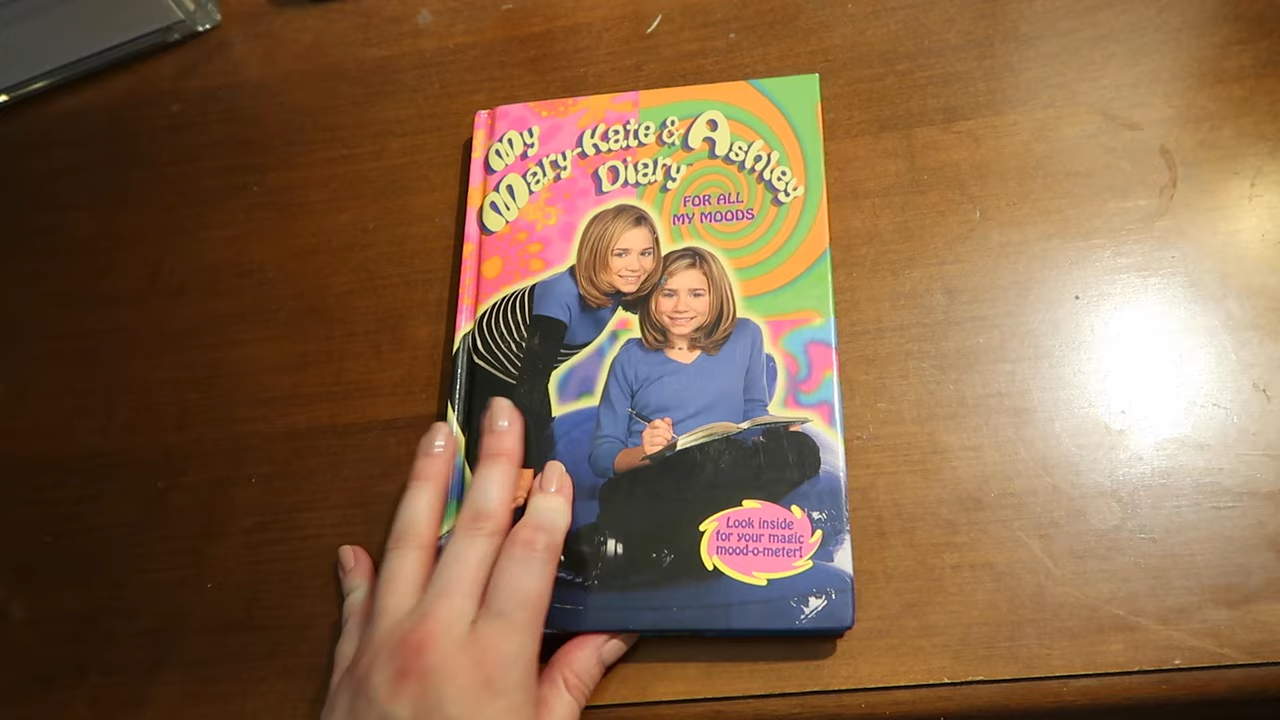 My
Mary-Kate & Ashley
Diary
FOR ALL
MY MOODS
Look inside
for your magic
mood-o-meter!